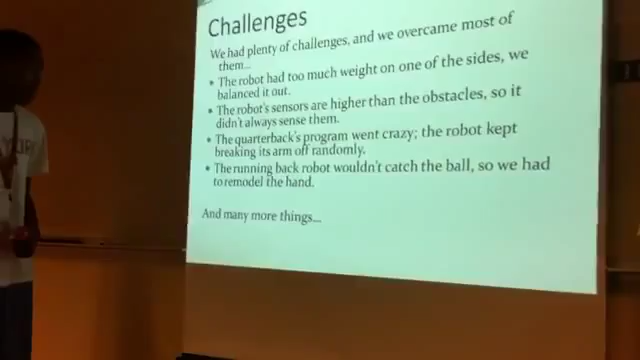 Challenges
We had plenty of challenges, and we overcame most of
them...
• The robot had too much weight on one of the sides, we
balanced it out.
• The robot's sensors are higher than the obstacles, so it
didn't always sense them.
• The quarterback's program went crazy; the robot kept
breaking its arm off randomly.
• The running back robot wouldn't catch the ball, so we had
to remodel the hand.
And many more things...